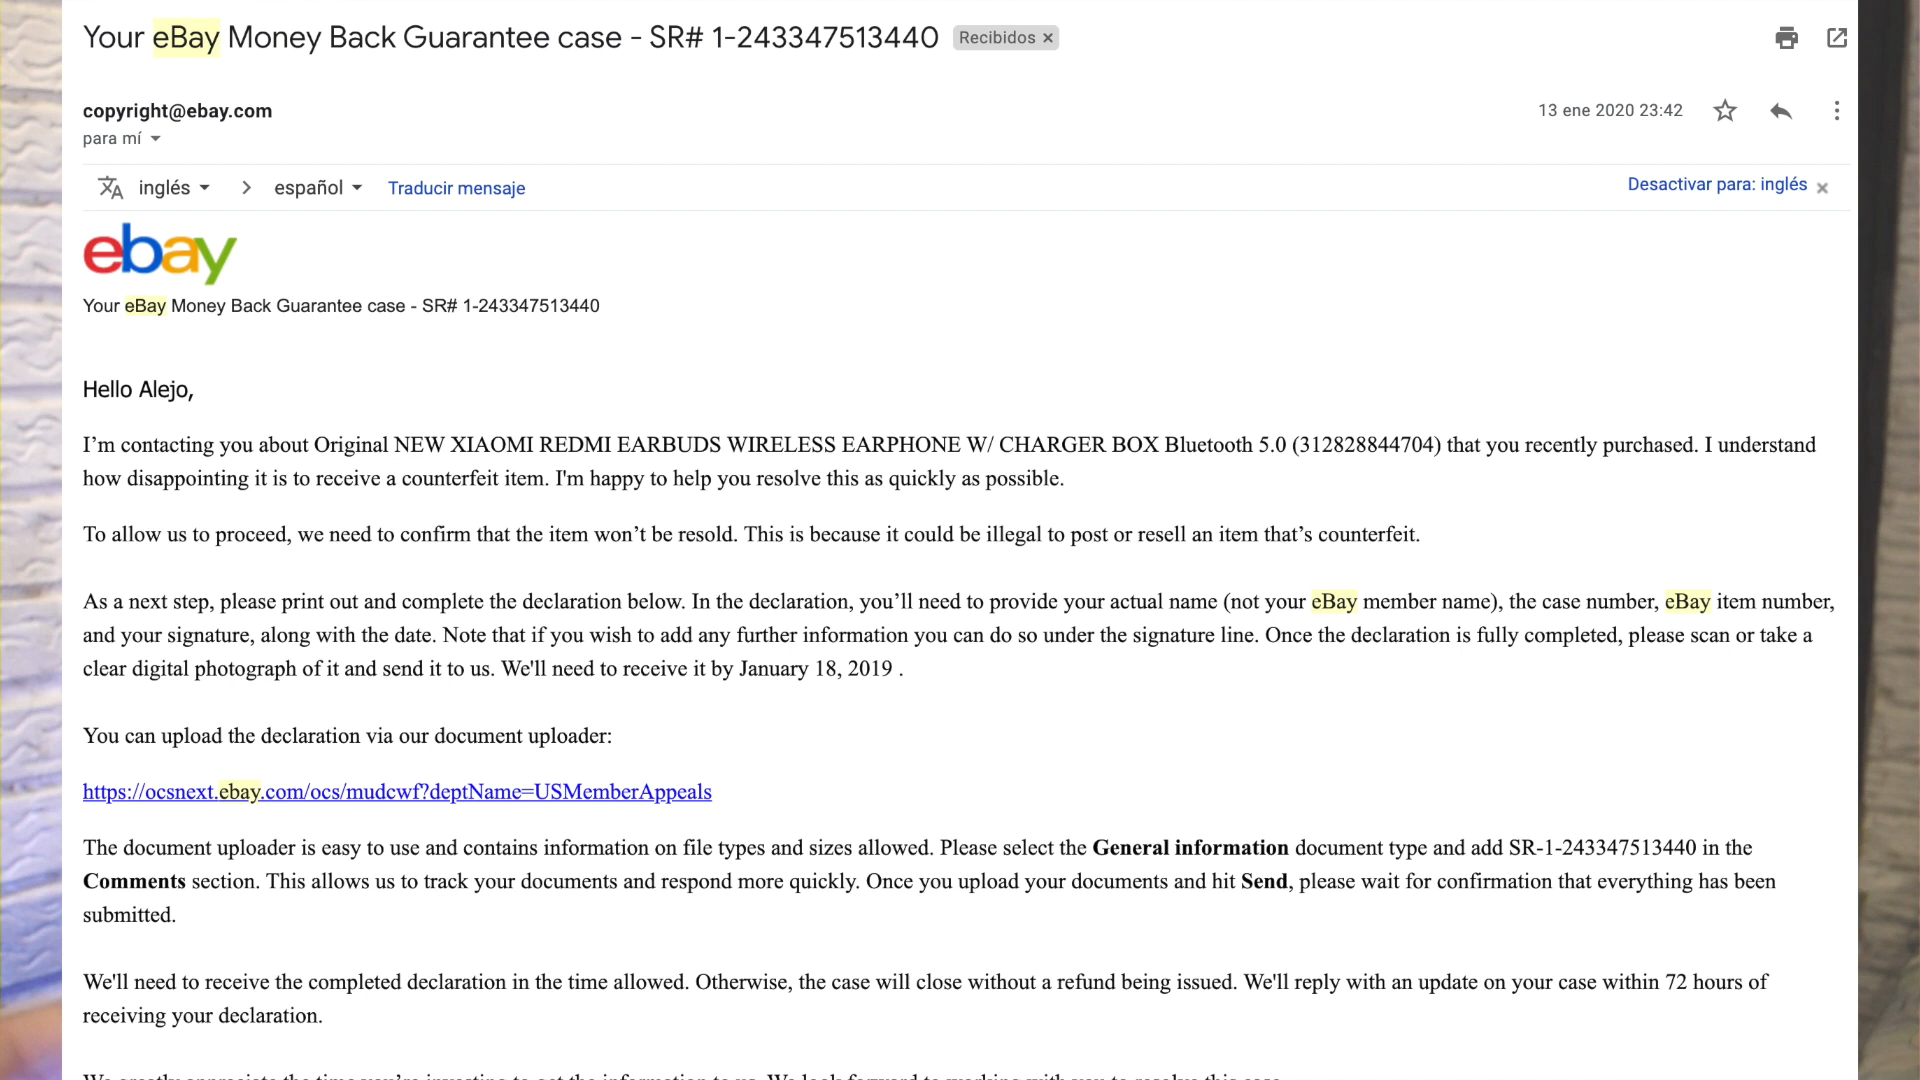 Your eBay Money Back Guarantee case - SR# 1-243347513440 Recibidos ×
copyright@ebay.com
13 ene 2020 23:42
para mí
inglés > español Traducir mensaje
Desactivar para: inglés ×
ebay
Your eBay Money Back Guarantee case - SR# 1-243347513440
Hello Alejo,
I’m contacting you about Original NEW XIAOMI REDMI EARBUDS WIRELESS EARPHONE W/ CHARGER BOX Bluetooth 5.0 (312828844704) that you recently purchased. I understand
how disappointing it is to receive a counterfeit item. I'm happy to help you resolve this as quickly as possible.
To allow us to proceed, we need to confirm that the item won’t be resold. This is because it could be illegal to post or resell an item that’s counterfeit.
As a next step, please print out and complete the declaration below. In the declaration, you’ll need to provide your actual name (not your eBay member name), the case number, eBay item number,
and your signature, along with the date. Note that if you wish to add any further information you can do so under the signature line. Once the declaration is fully completed, please scan or take a
clear digital photograph of it and send it to us. We'll need to receive it by January 18, 2019 .
You can upload the declaration via our document uploader:
https://ocsnext.ebay.com/ocs/mudcwf?deptName=USMemberAppeals
The document uploader is easy to use and contains information on file types and sizes allowed. Please select the General information document type and add SR-1-243347513440 in the
Comments section. This allows us to track your documents and respond more quickly. Once you upload your documents and hit Send, please wait for confirmation that everything has been
submitted.
We'll need to receive the completed declaration in the time allowed. Otherwise, the case will close without a refund being issued. We'll reply with an update on your case within 72 hours of
receiving your declaration.